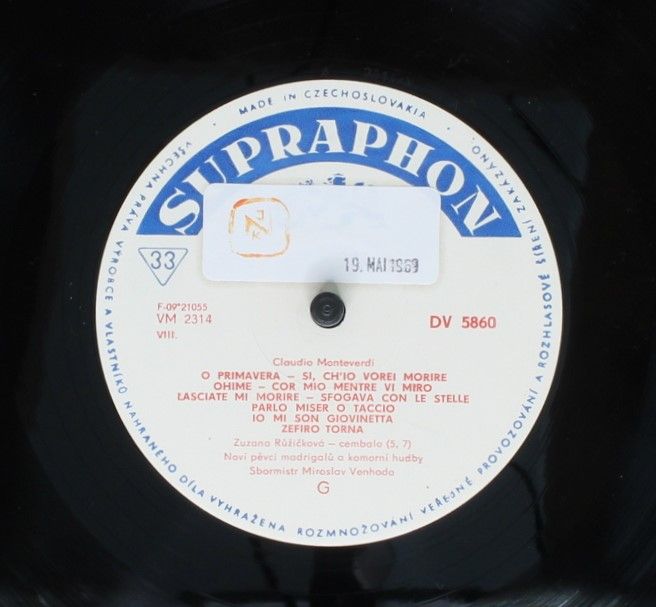 MADE IN CZECHOSLOVAKIA
SUPRAPHON
19. MAI 1969
33
F-09*21055
VM 2314
VIII.
DV 5860
Claudio Monteverdi
O PRIMAVERA – SI, CH'IO VOREI MORIRE
OHIME – COR MIO MENTRE VI MIRO
LASCIATE MI MORIRE – SFOGAVA CON LE STELLE
PARLO MISER O TACCIO
IO MI SON GIOVINETTA
ZEFIRO TORNA
Zuzana Růžičková – cembalo (5, 7)
Noví pěvci madrigalů a komorní hudby
Sbormistr Miroslav Venhoda
G
VŠECHNA PRÁVA VÝROBCE A VLASTNÍKŮ NAHRANÉHO DÍLA VYHRAŽENA ROZMNOŽOVÁNÍ VEŘEJNÉ PROVOZOVÁNÍ A ROZHLASOVÉ ŠÍŘENÍ ZAKÁZÁNO